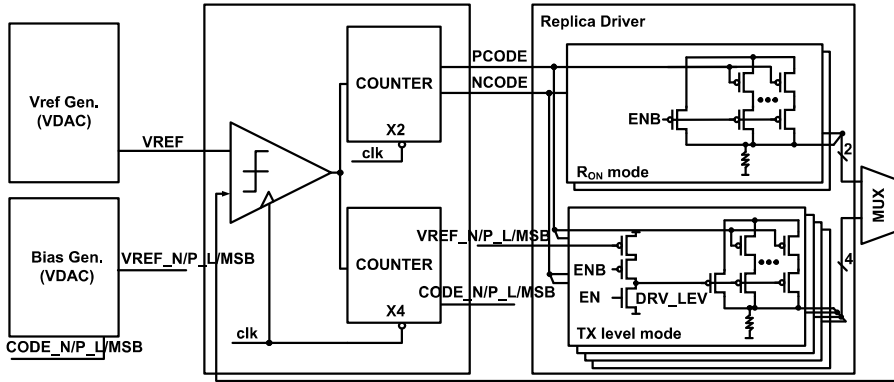 Vref Gen.
(VDAC)
VREF
Bias Gen.
(VDAC)
VREF_N/P_L/MSB
CODE_N/P_L/MSB
COUNTER
X2
clk
COUNTER
X4
clk
PCODE
NCODE
VREF_N/P_L/MSB
CODE_N/P_L/MSB
Replica Driver
ENB
RON mode
2
ENB
EN
DRV_LEV
TX level mode
4
MUX